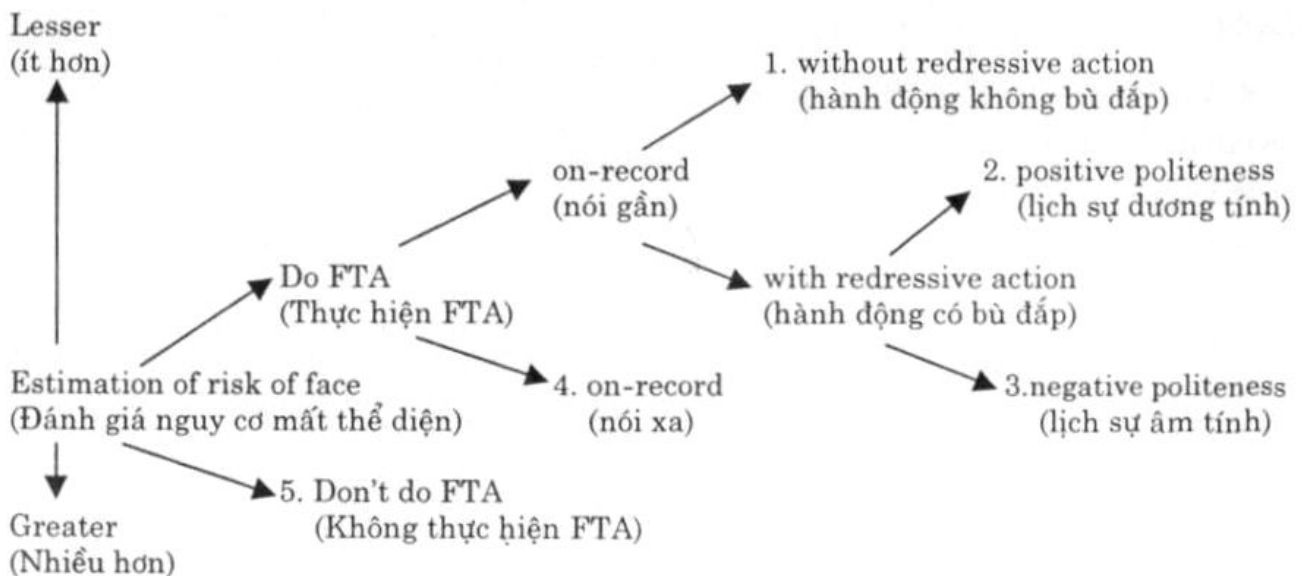 Lesser
(ít hơn)
1. without redressive action
(hành động không bù đắp)
on-record
(nói gần)
2. positive politeness
(lịch sự dương tính)
Do FTA
(Thực hiện FTA)
with redressive action
(hành động có bù đắp)
Estimation of risk of face
(Đánh giá nguy cơ mất thể diện)
4. on-record
(nói xa)
3.negative politeness
(lịch sự âm tính)
5. Don't do FTA
(Không thực hiện FTA)
Greater
(Nhiều hơn)